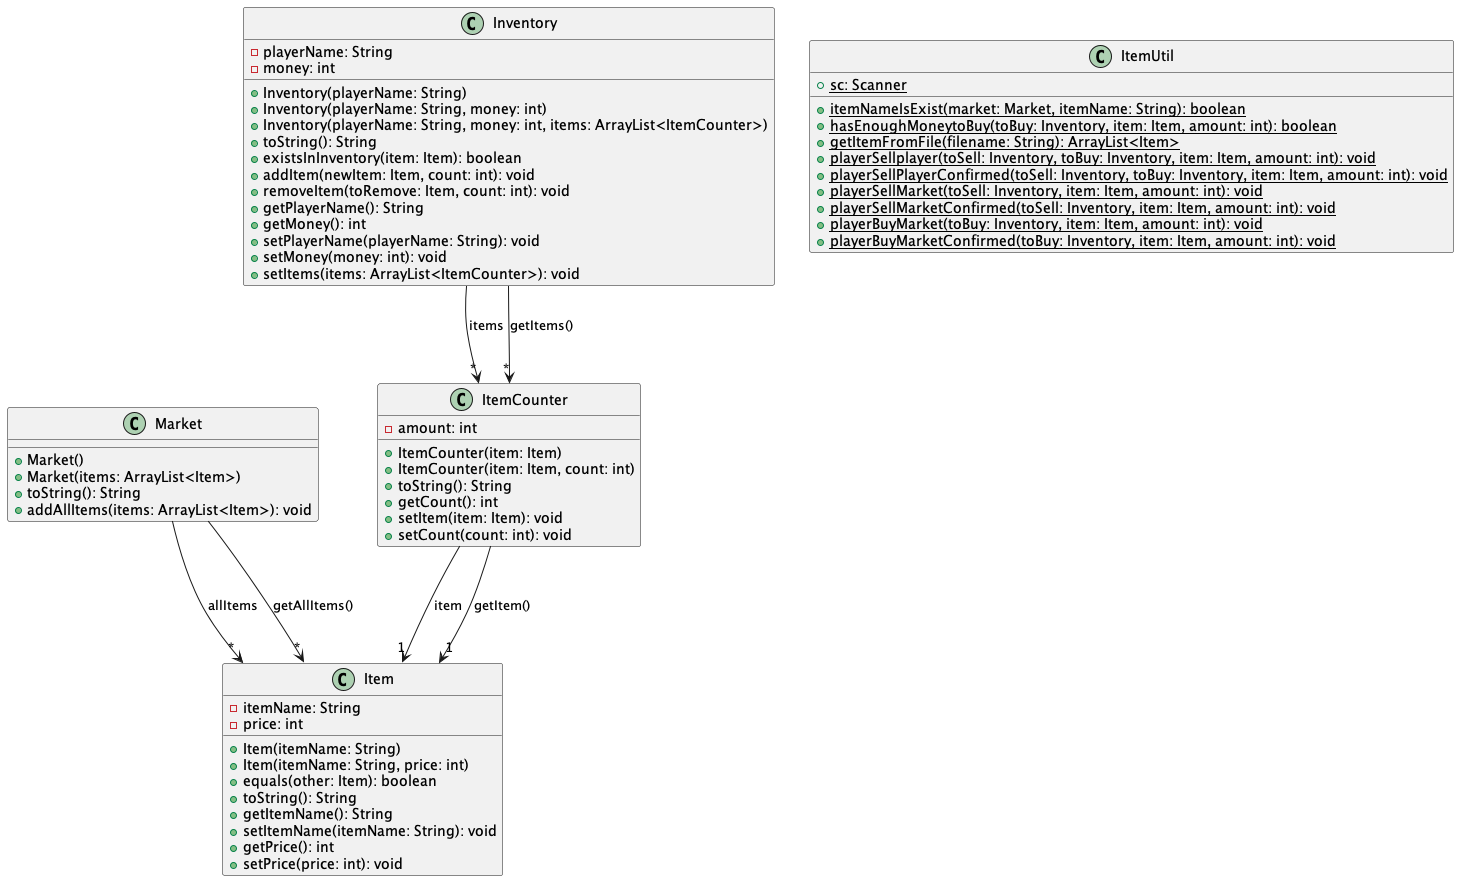 C Inventory
playerName: String
money: int
Inventory(playerName: String)
Inventory(playerName: String, money: int)
Inventory(playerName: String, money: int, items: ArrayList<ItemCounter>)
toString(): String
existsInInventory(item: Item): boolean
addItem(newItem: Item, count: int): void
removeItem(toRemove: Item, count: int): void
getPlayerName(): String
getMoney(): int
setPlayerName(playerName: String): void
setMoney(money: int): void
setItems(items: ArrayList<ItemCounter>): void
C ItemUtil
sc: Scanner
itemNameIsExist(market: Market, itemName: String): boolean
hasEnoughMoneytoBuy(toBuy: Inventory, item: Item, amount: int): boolean
getItemFromFile(filename: String): ArrayList<Item>
playerSellplayer(toSell: Inventory, toBuy: Inventory, item: Item, amount: int): void
playerSellPlayerConfirmed(toSell: Inventory, toBuy: Inventory, item: Item, amount: int): void
playerSellMarket(toSell: Inventory, item: Item, amount: int): void
playerSellMarketConfirmed(toSell: Inventory, item: Item, amount: int): void
playerBuyMarket(toBuy: Inventory, item: Item, amount: int): void
playerBuyMarketConfirmed(toBuy: Inventory, item: Item, amount: int): void
items
getItems()
*
*
C Market
Market()
Market(items: ArrayList<Item>)
toString(): String
addAllItems(items: ArrayList<Item>): void
C ItemCounter
amount: int
ItemCounter(item: Item)
ItemCounter(item: Item, count: int)
toString(): String
getCount(): int
setItem(item: Item): void
setCount(count: int): void
allItems
getAllItems()
item
getItem()
*
*
1
1
C Item
itemName: String
price: int
Item(itemName: String)
Item(itemName: String, price: int)
equals(other: Item): boolean
toString(): String
getItemName(): String
setItemName(itemName: String): void
getPrice(): int
setPrice(price: int): void